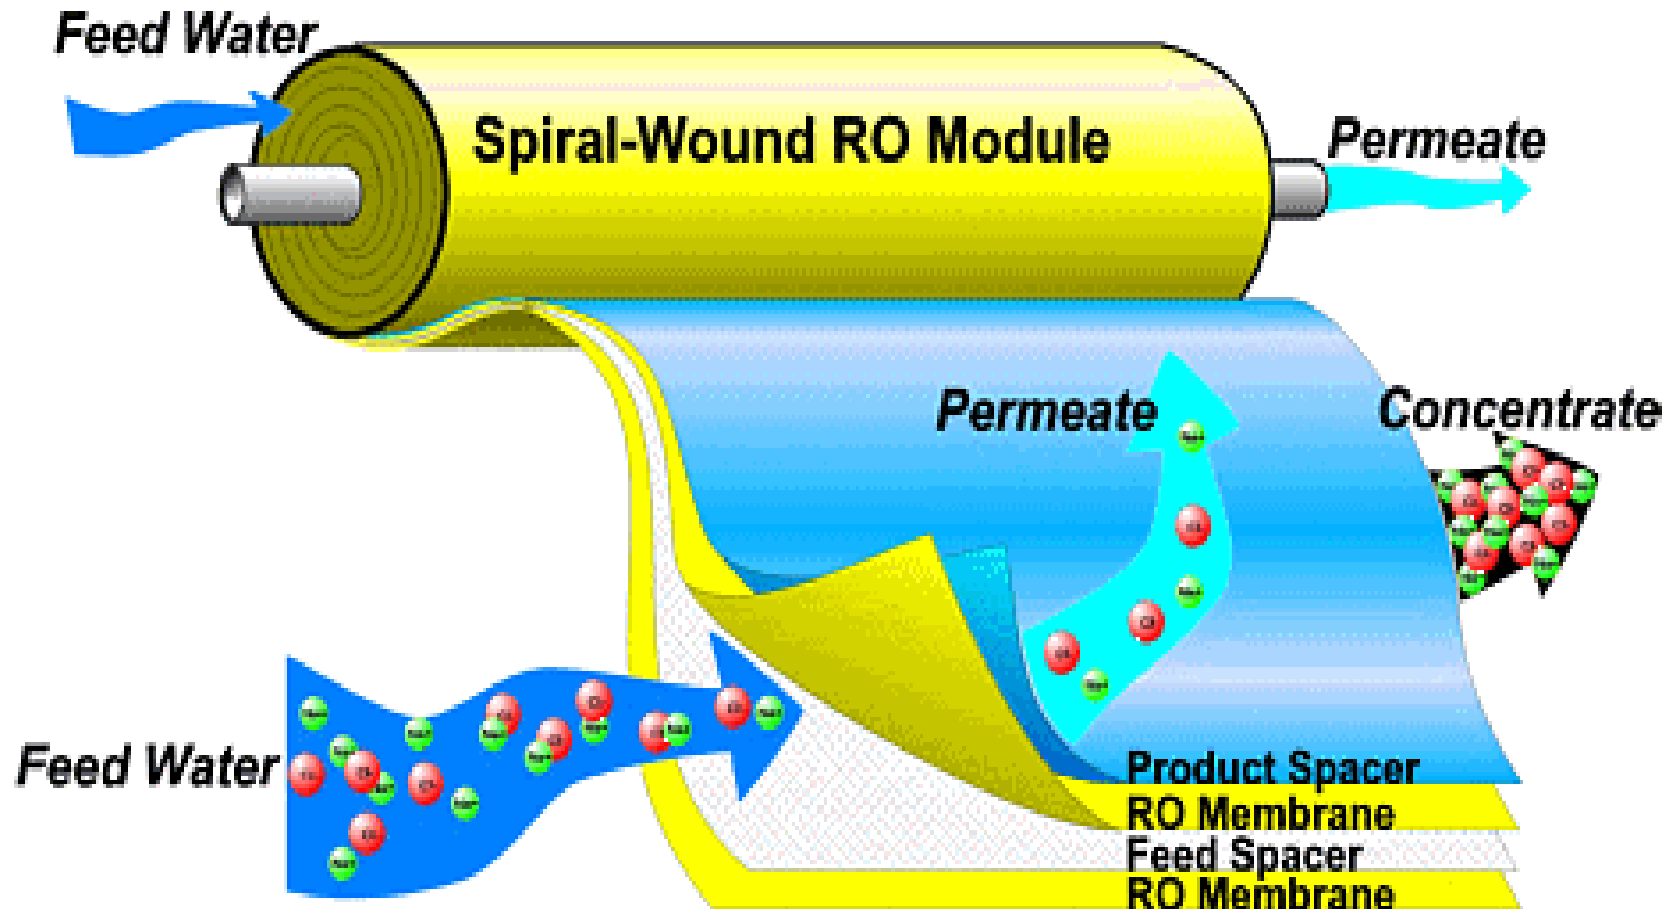 Feed Water
Spiral-Wound RO Module
Permeate
Permeate
Concentrate
Feed Water
Product Spacer
RO Membrane
Feed Spacer
RO Membrane